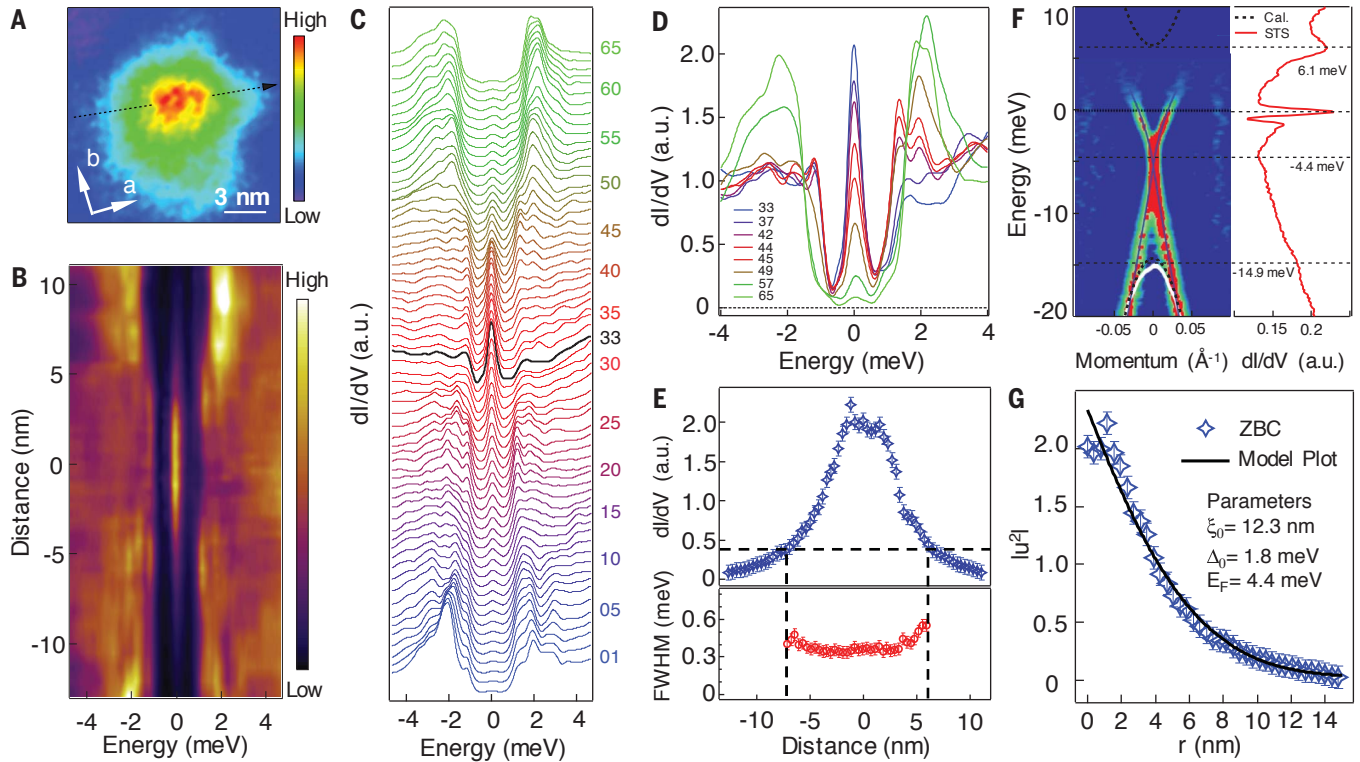 A
High
Low
b
a
3 nm
B
High
Low
Distance (nm)
10
5
0
-5
-10
-4 -2 0 2 4
Energy (meV)
C
dI/dV (a.u.)
65
60
55
50
45
40
35
33
30
25
20
15
10
05
01
-4 -2 0 2 4
Energy (meV)
D
dI/dV (a.u.)
2.0
1.5
1.0
0.5
0
33
37
42
44
45
49
57
65
-4 -2 0 2 4
Energy (meV)
E
dI/dV (a.u.)
2.0
1.5
1.0
0.5
0
FWHM (meV)
0.6
0.3
0
-10 -5 0 5 10
Distance (nm)
F
Energy (meV)
10
0
-10
-20
Cal.
STS
6.1 meV
-4.4 meV
-14.9 meV
-0.05 0 0.05
0.15 0.2
Momentum (Å⁻¹) dI/dV (a.u.)
G
|u²|
2.0
1.5
1.0
0.5
0
ZBC
Model Plot
Parameters
ξ₀= 12.3 nm
Δ₀= 1.8 meV
E_F= 4.4 meV
0 2 4 6 8 10 12 14
r (nm)